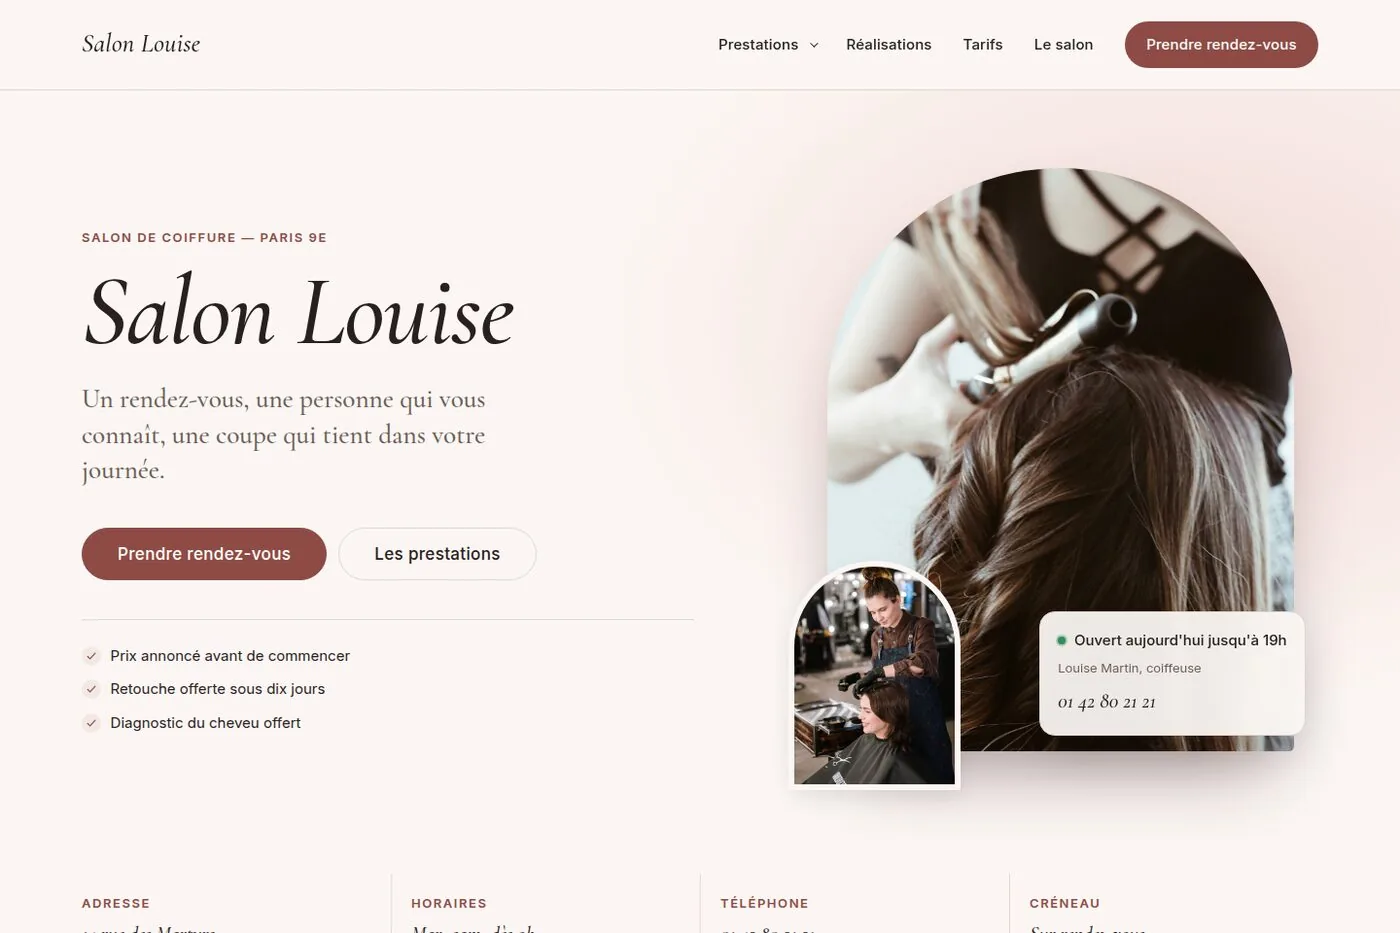 Salon Louise
Prestations
Réalisations
Tarifs
Le salon
Prendre rendez-vous
SALON DE COIFFURE — PARIS 9E
Salon Louise
Un rendez-vous, une personne qui vous
connaît, une coupe qui tient dans votre
journée.
Prendre rendez-vous
Les prestations
Prix annoncé avant de commencer
Retouche offerte sous dix jours
Diagnostic du cheveu offert
Ouvert aujourd'hui jusqu'à 19h
Louise Martin, coiffeuse
01 42 80 21 21
ADRESSE
HORAIRES
TÉLÉPHONE
CRÉNEAU